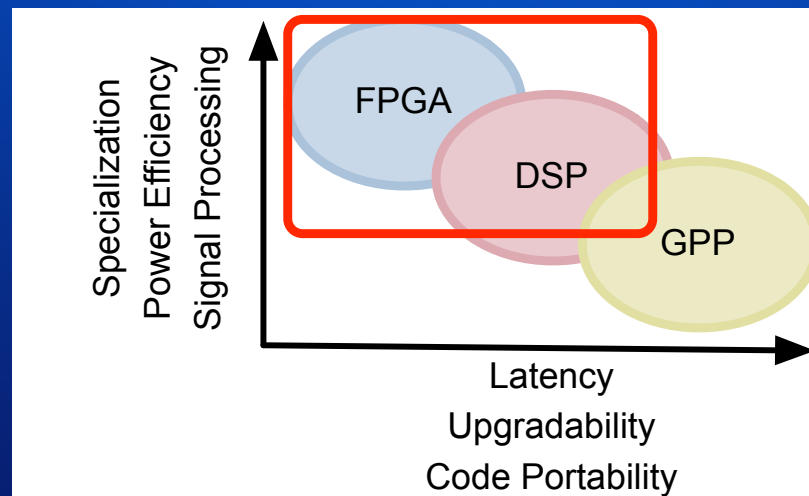 Specialization
Power Efficiency
Signal Processing
FPGA
DSP
GPP
Latency
Upgradability
Code Portability